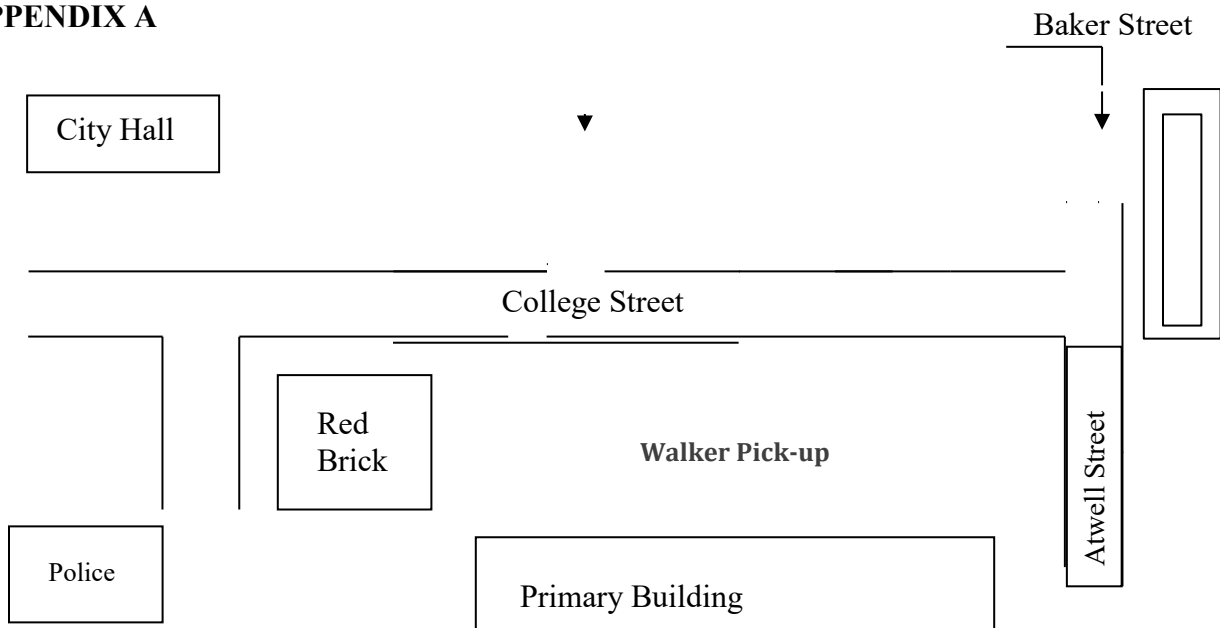 PPENDIX A
Baker Street
City Hall
College Street
Red
Brick
Walker Pick-up
Atwell Street
Police
Primary Building